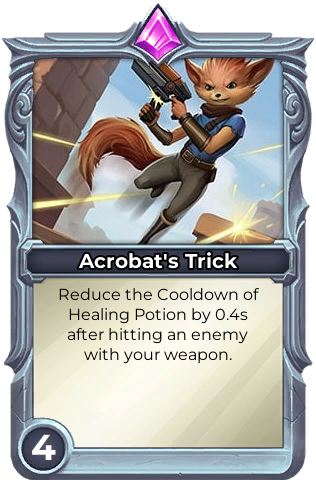 Acrobat's Trick
Reduce the Cooldown of
Healing Potion by 0.4s
after hitting an enemy
with your weapon.
4